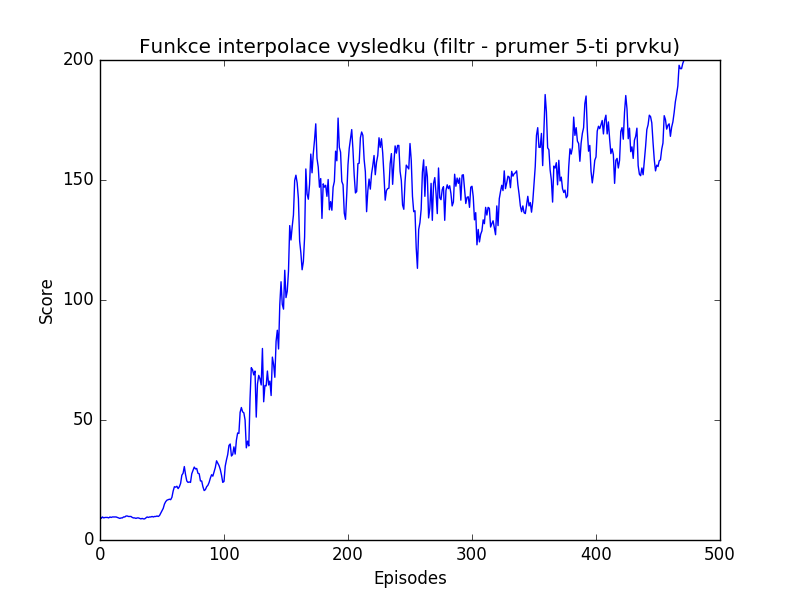 Funkce interpolace vysledku (filtr - prumer 5-ti prvku)
200
150
100
50
0
Score
0 100 200 300 400 500
Episodes